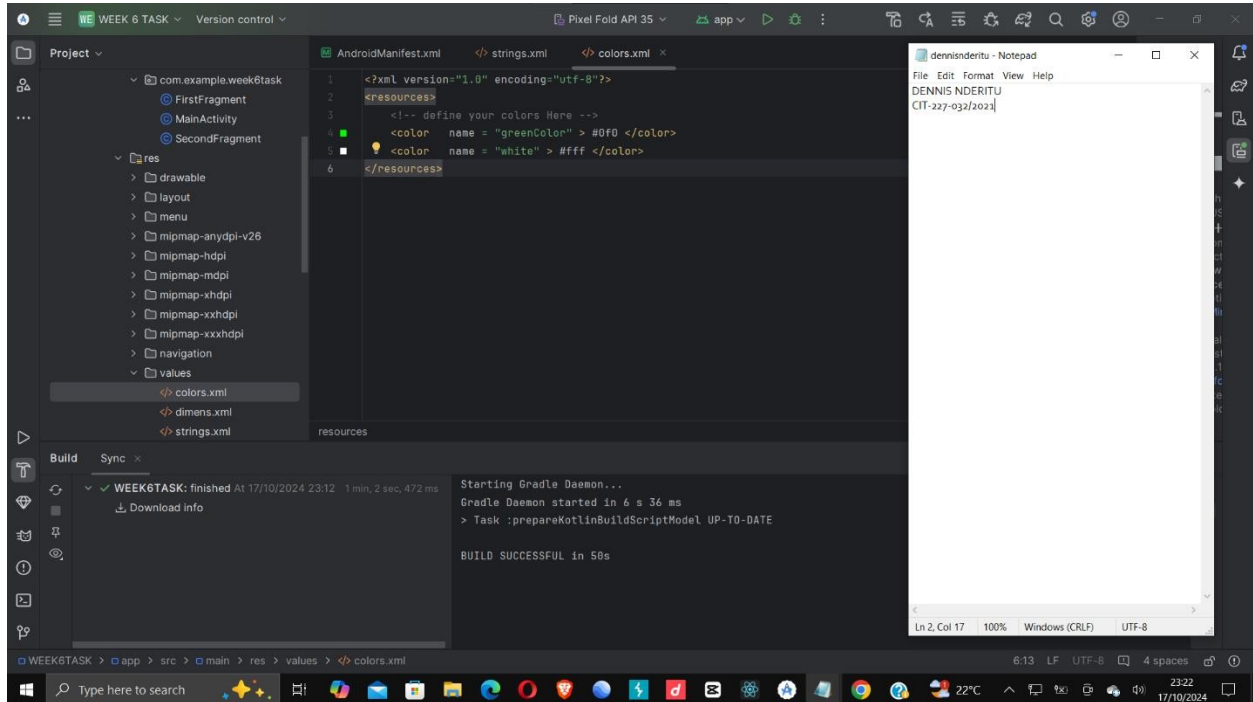 WE WEEK 6 TASK Version control Pixel Fold API 35 app
Project
com.example.week6task
FirstFragment
MainActivity
SecondFragment
res
drawable
layout
menu
mipmap-anydpi-v26
mipmap-hdpi
mipmap-mdpi
mipmap-xhdpi
mipmap-xxhdpi
mipmap-xxxhdpi
navigation
values
colors.xml
dimens.xml
strings.xml
AndroidManifest.xml strings.xml colors.xml
1 <?xml version="1.0" encoding="utf-8"?>
2 <resources>
3 <!-- define your colors Here -->
4 <color name = "greenColor" > #0f0 </color>
5 <color name = "white" > #fff </color>
6 </resources>
resources
dennisnderitu - Notepad
File Edit Format View Help
DENNIS NDERITU
CIT-227-032/2021
Ln 2, Col 17 100% Windows (CRLF) UTF-8
Build Sync
WEEK6TASK: finished At 17/10/2024 23:12 1 min, 2 sec, 472 ms
Download info
Starting Gradle Daemon...
Gradle Daemon started in 6 s 36 ms
> Task :prepareKotlinBuildScriptModel UP-TO-DATE
BUILD SUCCESSFUL in 50s
WEEK6TASK > app > src > main > res > values > colors.xml 6:13 LF UTF-8 4 spaces
Type here to search 22°C 23:22
17/10/2024